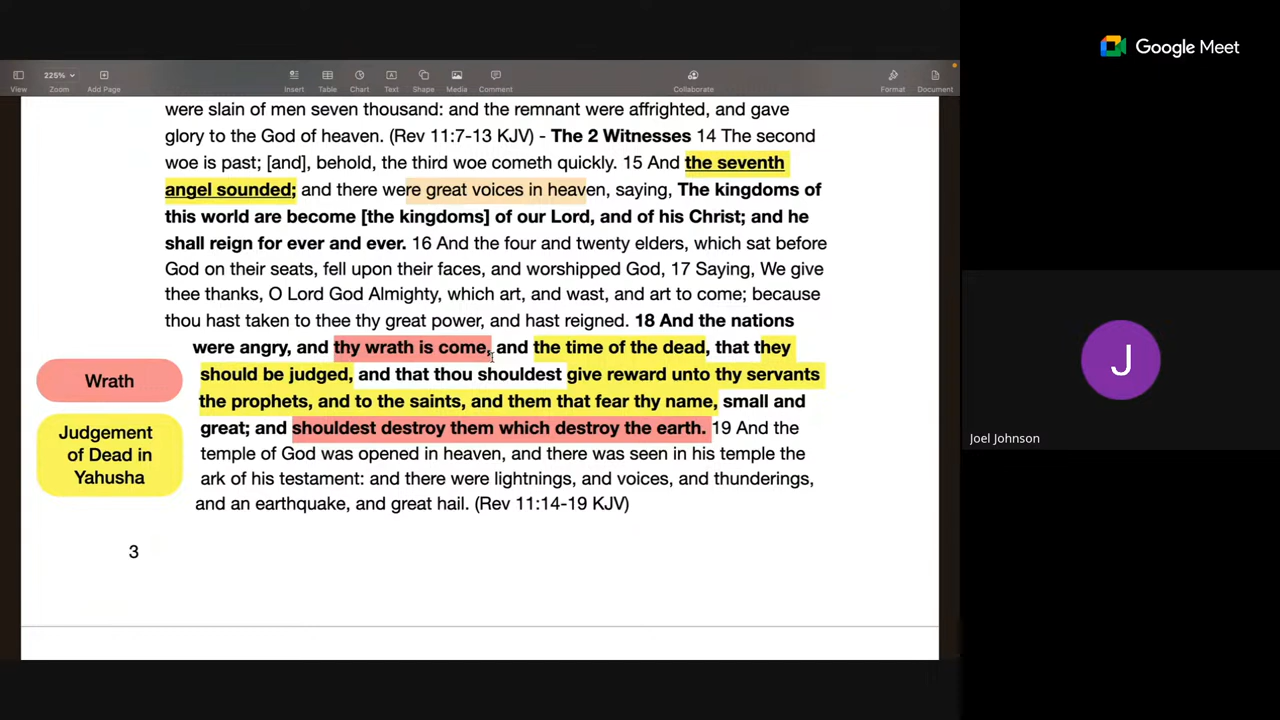 Google Meet
225%
View
Zoom
Add Page
Insert
Table
Chart
Text
Shape
Media
Comment
Collaborate
Format
Document
were slain of men seven thousand: and the remnant were affrighted, and gave
glory to the God of heaven. (Rev 11:7-13 KJV) - The 2 Witnesses 14 The second
woe is past; [and], behold, the third woe cometh quickly. 15 And the seventh
angel sounded; and there were great voices in heaven, saying, The kingdoms of
this world are become [the kingdoms] of our Lord, and of his Christ; and he
shall reign for ever and ever. 16 And the four and twenty elders, which sat before
God on their seats, fell upon their faces, and worshipped God, 17 Saying, We give
thee thanks, O Lord God Almighty, which art, and wast, and art to come; because
thou hast taken to thee thy great power, and hast reigned. 18 And the nations
were angry, and thy wrath is come, and the time of the dead, that they
should be judged, and that thou shouldest give reward unto thy servants
the prophets, and to the saints, and them that fear thy name, small and
great; and shouldest destroy them which destroy the earth. 19 And the
temple of God was opened in heaven, and there was seen in his temple the
ark of his testament: and there were lightnings, and voices, and thunderings,
and an earthquake, and great hail. (Rev 11:14-19 KJV)
Wrath
Judgement
of Dead in
Yahusha
3
J
Joel Johnson